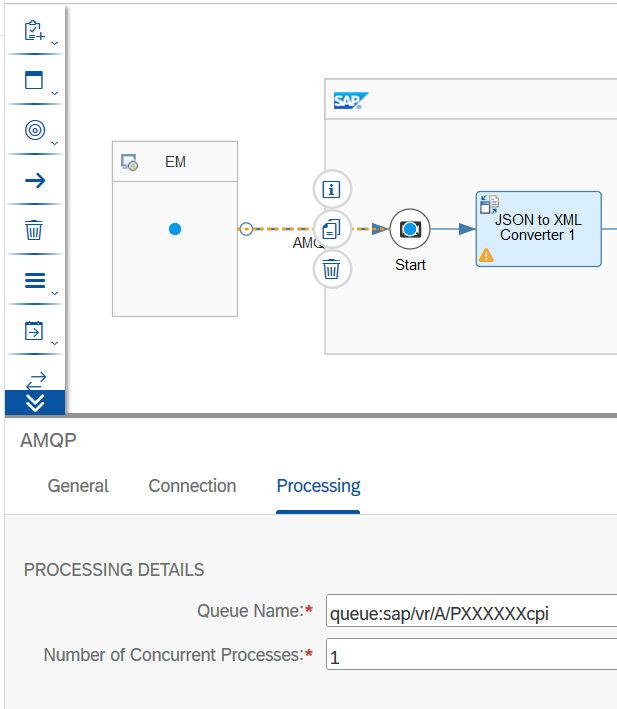 SAP
EM
AMQ
Start
JSON to XML
Converter 1
AMQP
General
Connection
Processing
PROCESSING DETAILS
Queue Name:*
queue:sap/vr/A/PXXXXXXcpi
Number of Concurrent Processes:*
1